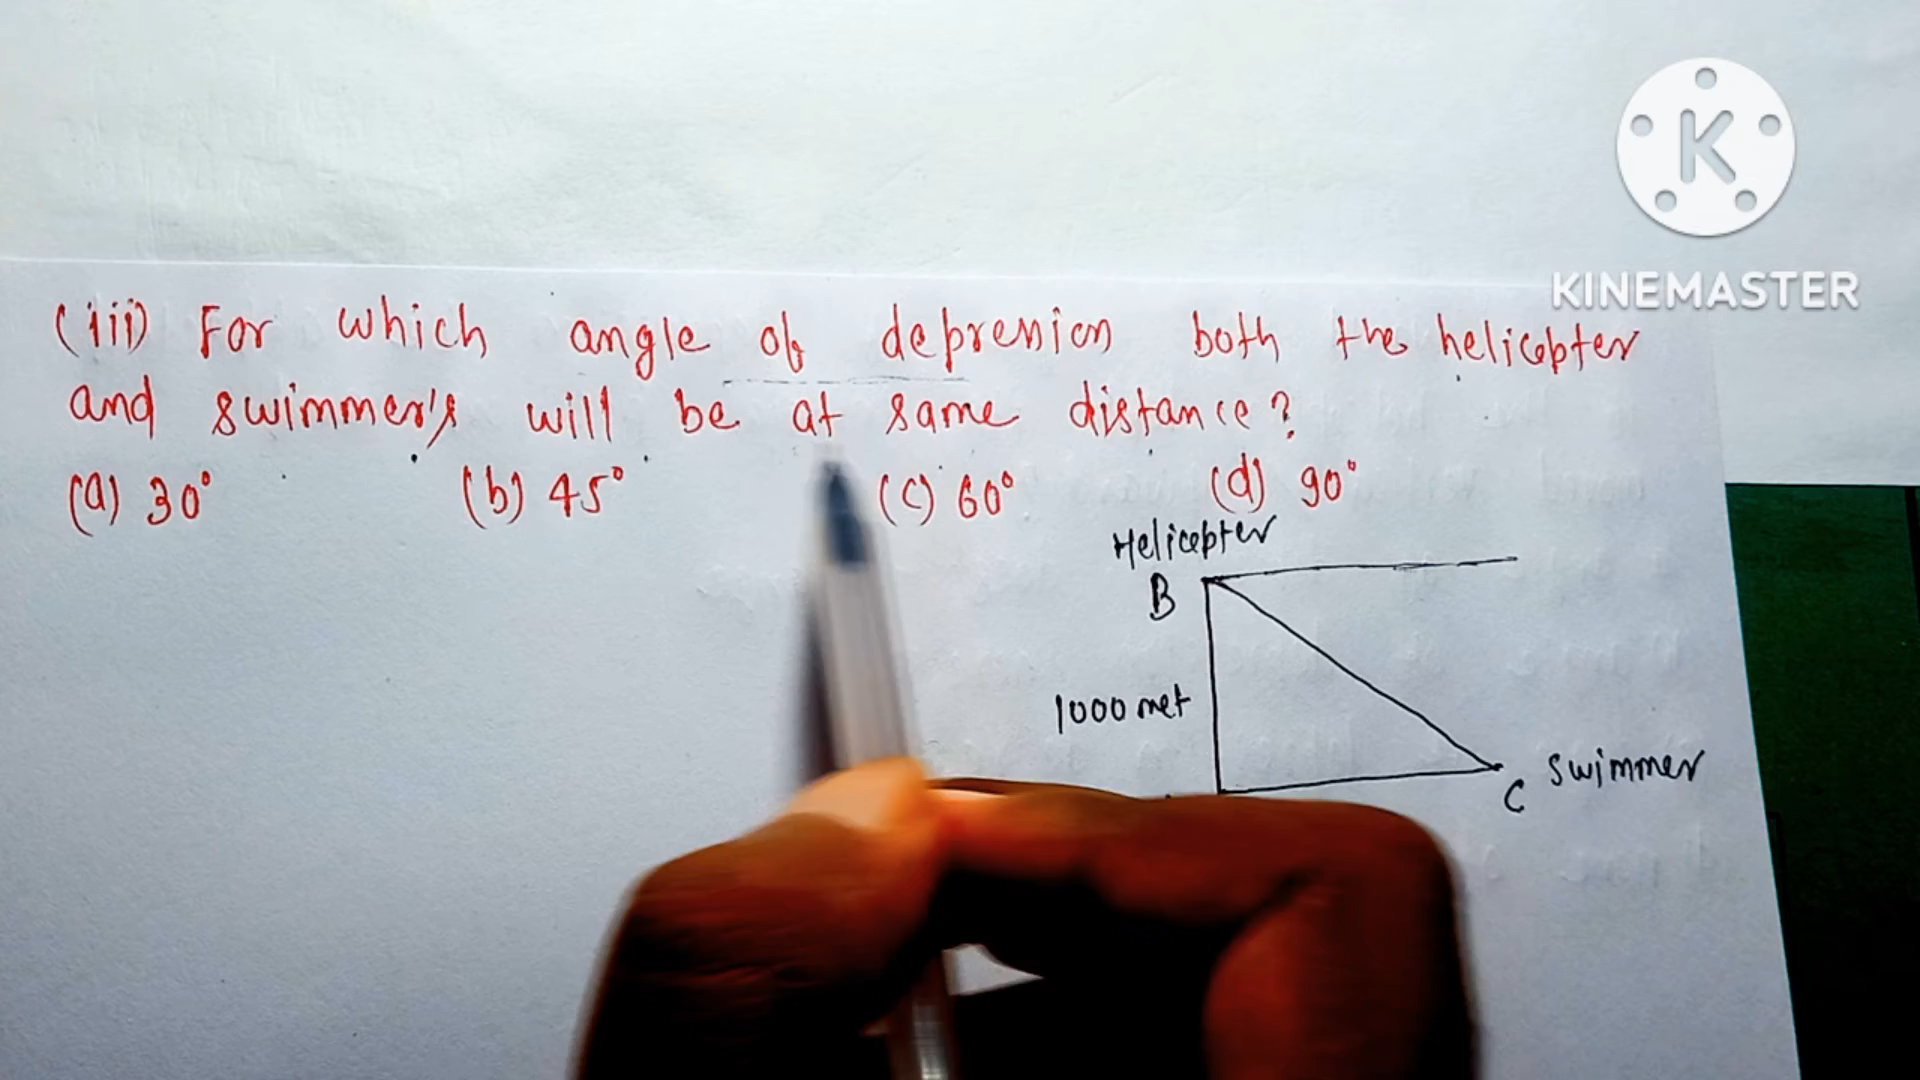 KINEMASTER
(iii) For which angle of depression both the helicopter
and swimmer's will be at same distance?
(a) 30° (b) 45° (c) 60° (d) 90°
Helicopter
B
1000 met
C swimmer